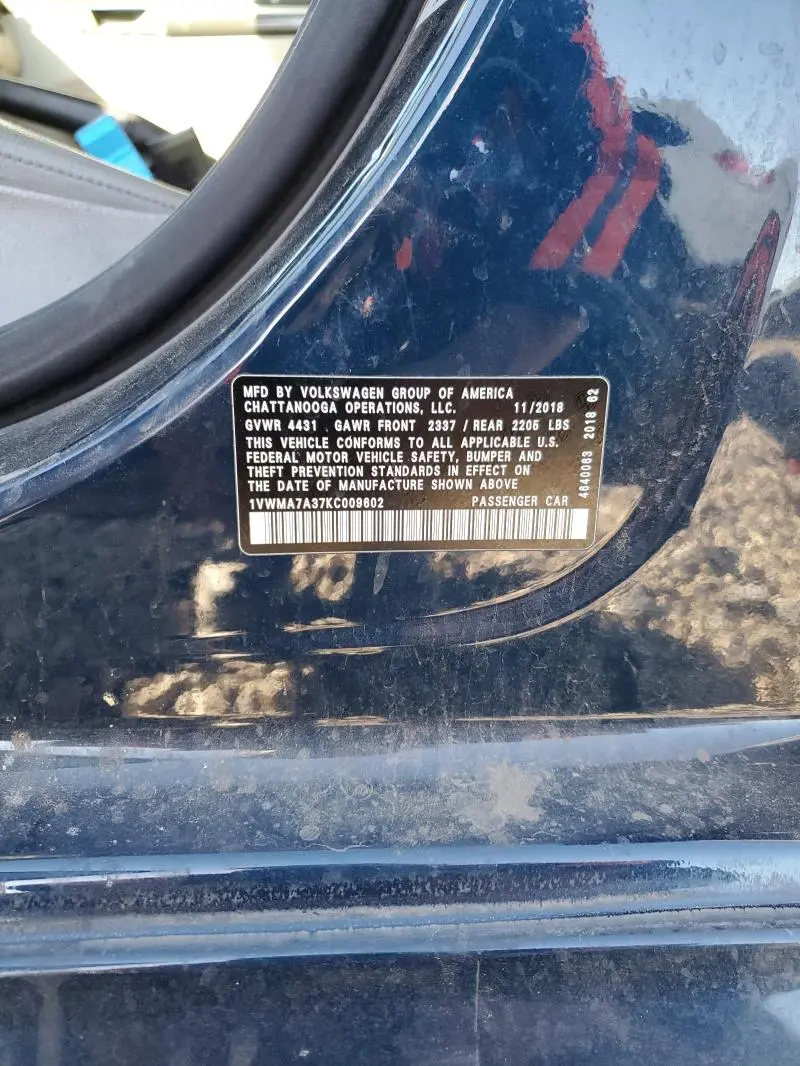 MFD BY VOLKSWAGEN GROUP OF AMERICA
CHATTANOOGA OPERATIONS, LLC. 11/2018
GVWR 4431 GAWR FRONT 2337 / REAR 2205 LBS
THIS VEHICLE CONFORMS TO ALL APPLICABLE U.S.
FEDERAL MOTOR VEHICLE SAFETY, BUMPER AND
THEFT PREVENTION STANDARDS IN EFFECT ON
THE DATE OF MANUFACTURE SHOWN ABOVE
1VWMA7A37KC009602 PASSENGER CAR
4640063 2018 62